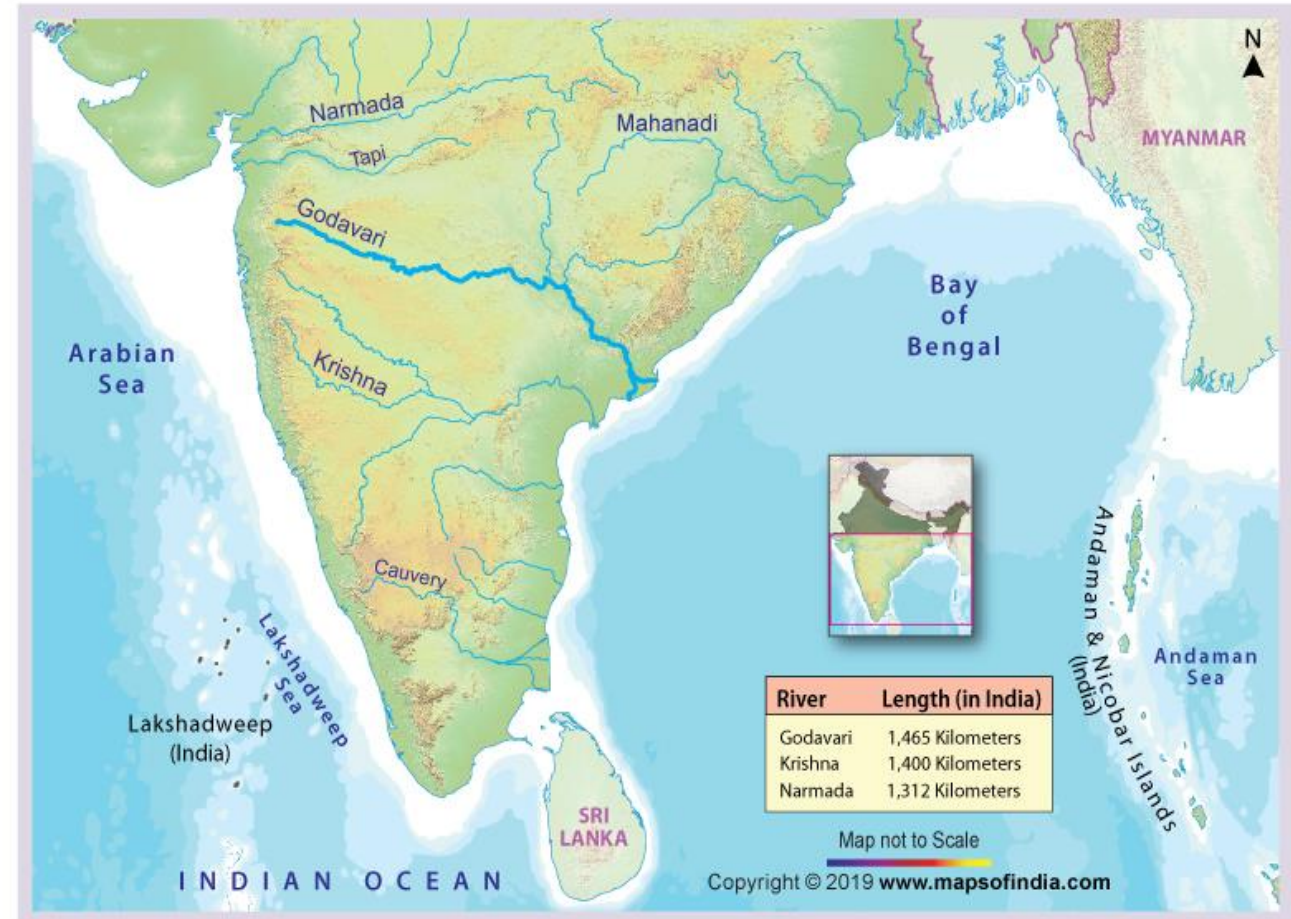 N
Narmada
Mahanadi
MYANMAR
Tapi
Godavari
Bay
of
Bengal
Arabian
Sea
Krishna
Cauvery
Andaman & Nicobar Islands
(India)
Lakshadweep
Sea
Andaman
Sea
Lakshadweep
(India)
River Length (in India)
Godavari 1,465 Kilometers
Krishna 1,400 Kilometers
Narmada 1,312 Kilometers
SRI
LANKA
Map not to Scale
INDIAN OCEAN
Copyright © 2019 www.mapsofindia.com